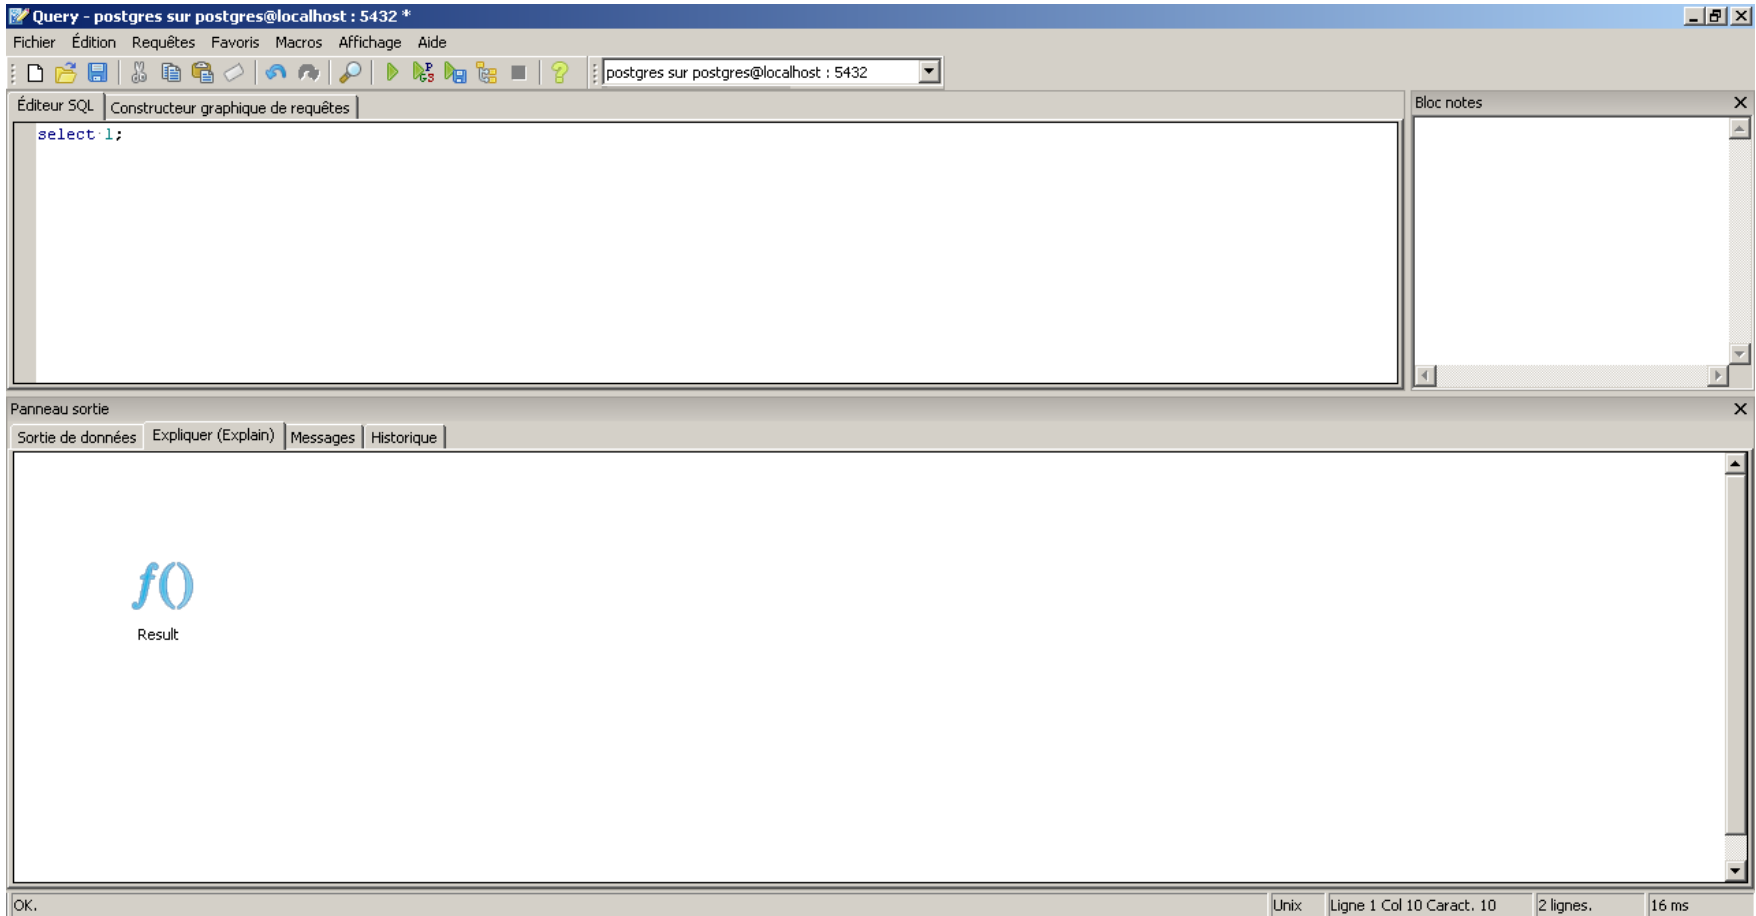 Query - postgres sur postgres@localhost : 5432 *
Fichier Édition Requêtes Favoris Macros Affichage Aide
postgres sur postgres@localhost : 5432
Éditeur SQL Constructeur graphique de requêtes
Bloc notes
select 1;
Panneau sortie
Sortie de données Expliquer (Explain) Messages Historique
f()
Result
OK. Unix Ligne 1 Col 10 Caract. 10 2 lignes. 16 ms